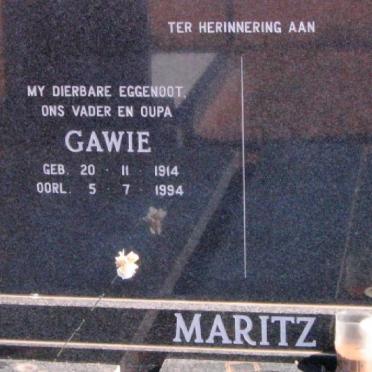 TER HERINNERING AAN
MY DIERBARE EGGENOOT,
ONS VADER EN OUPA
GAWIE
GEB. 20 · 11 · 1914
OORL. 5 · 7 · 1994
MARITZ